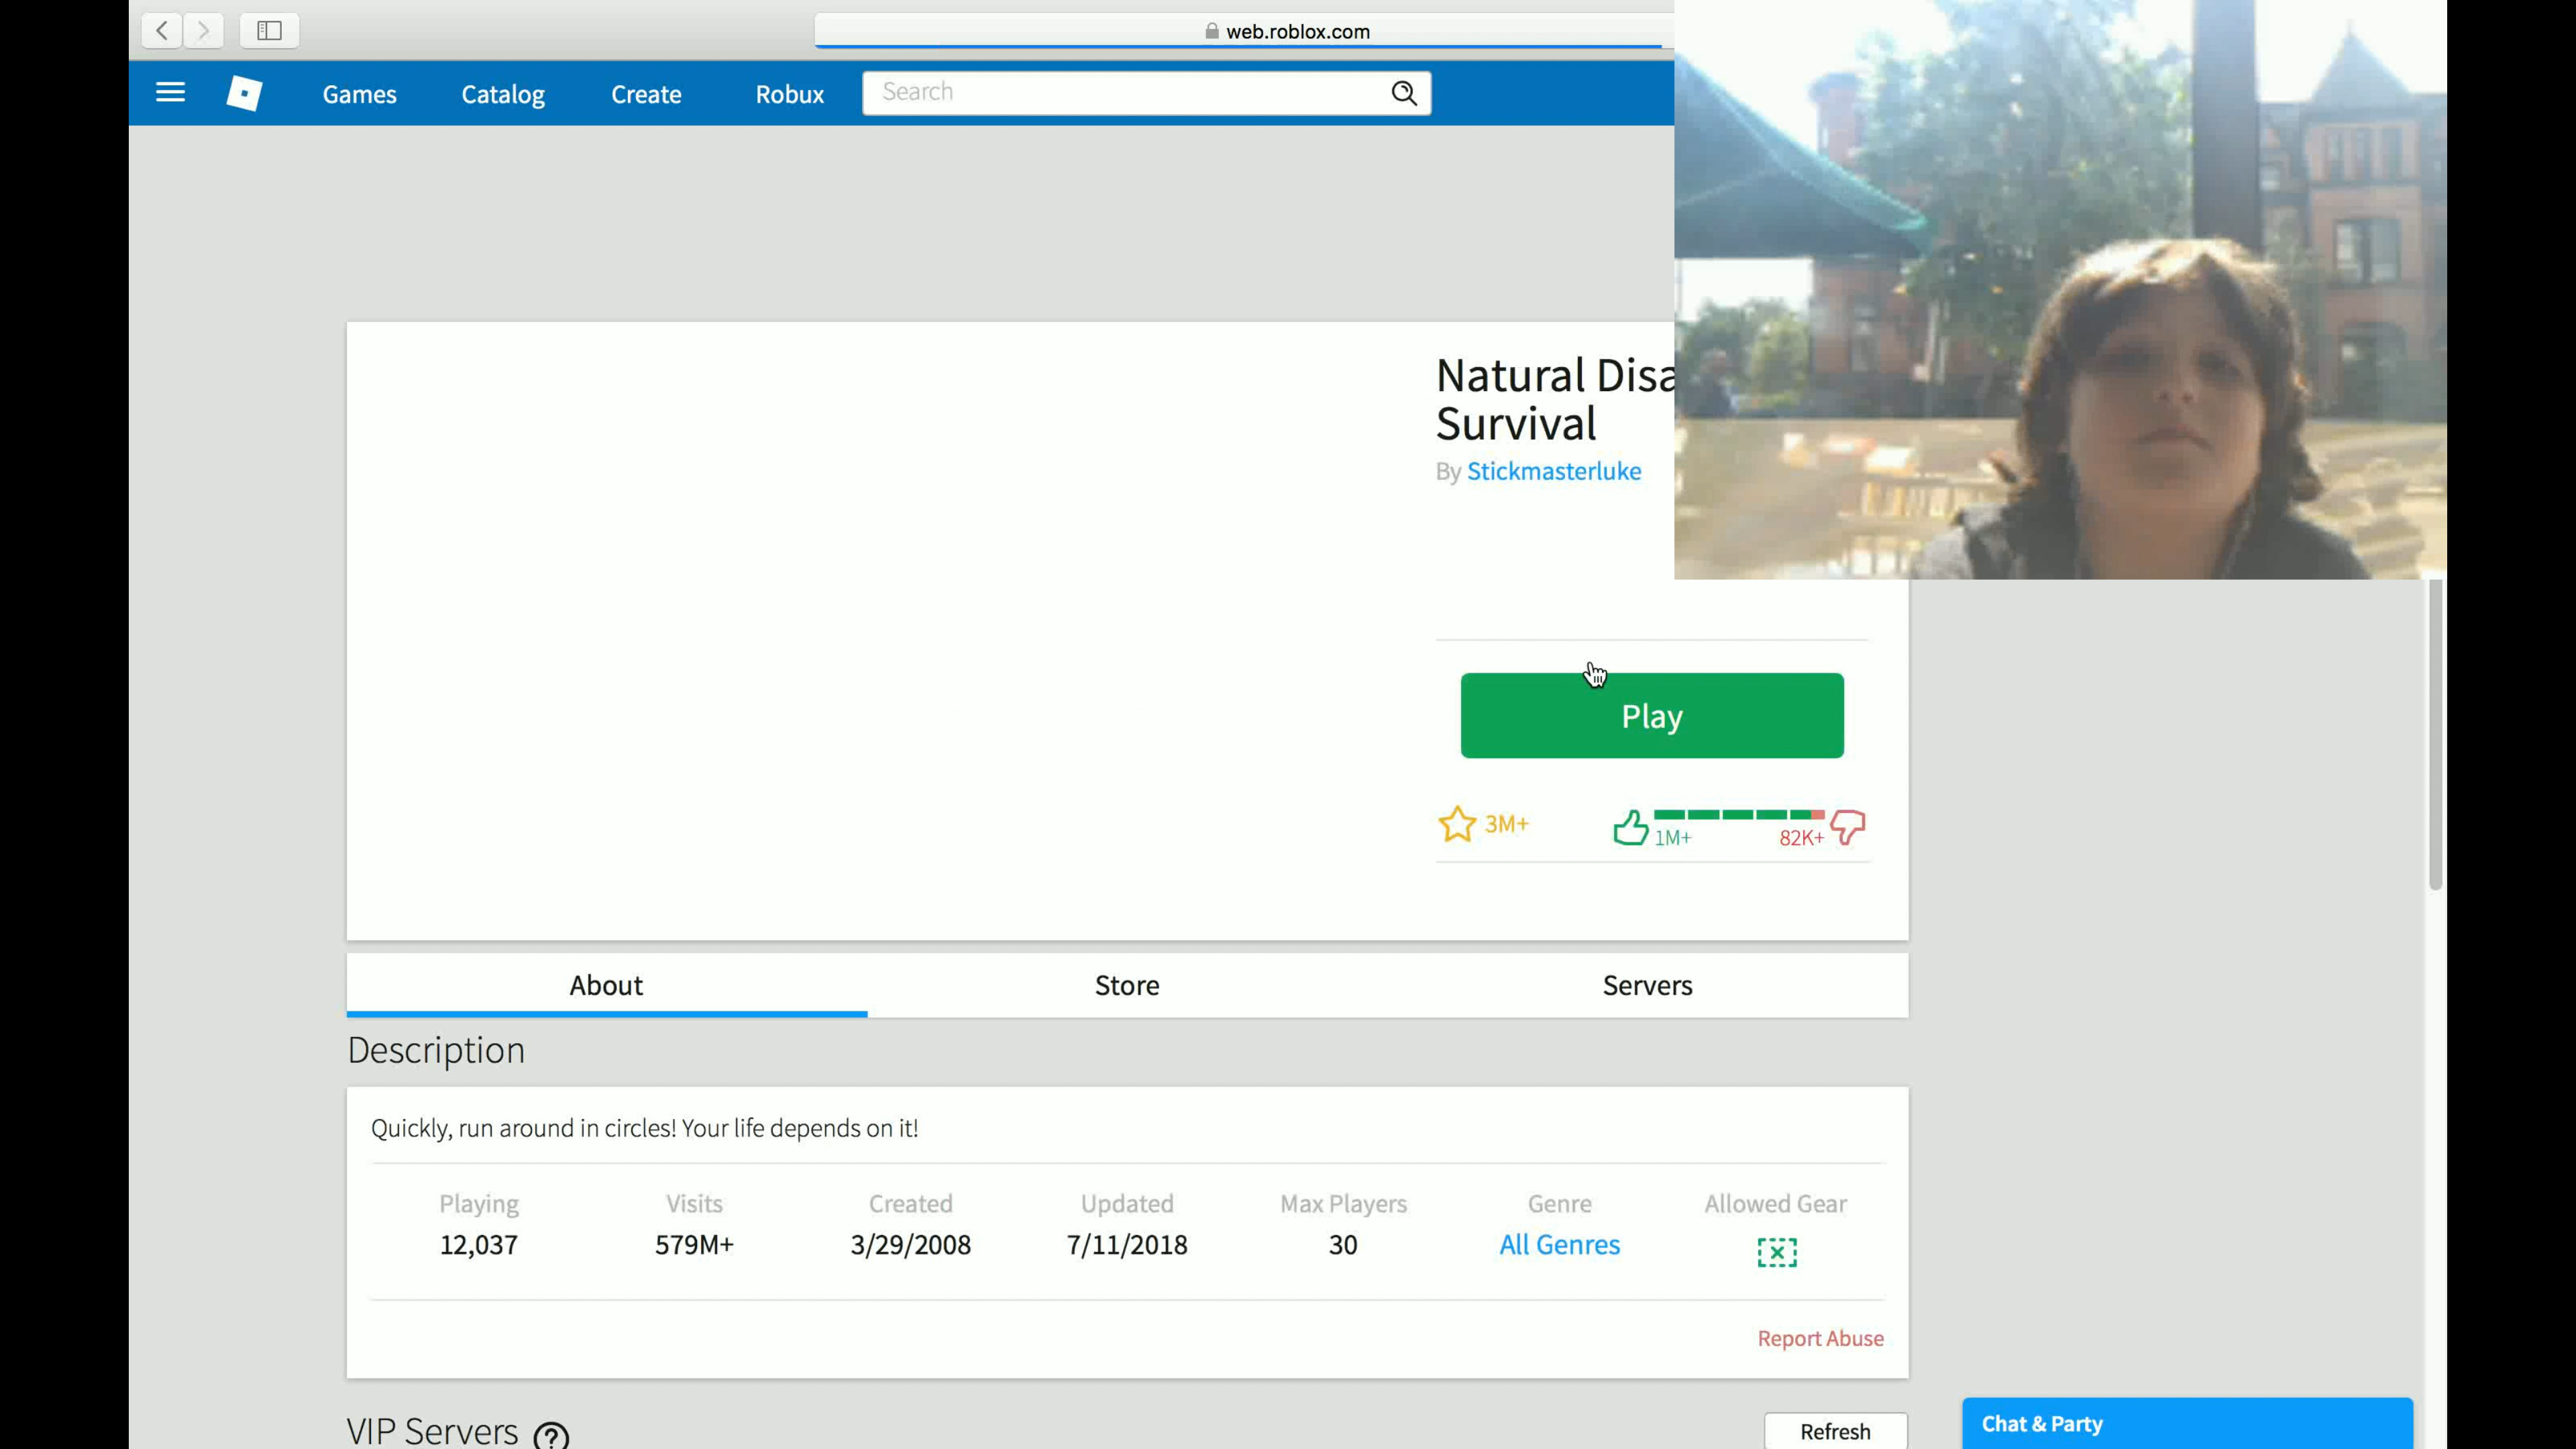 web.roblox.com
Games Catalog Create Robux Search
Natural Disa
Survival
By Stickmasterluke
Play
3M+ 1M+ 82K+
About Store Servers
Description
Quickly, run around in circles! Your life depends on it!
Playing Visits Created Updated Max Players Genre Allowed Gear
12,037 579M+ 3/29/2008 7/11/2018 30 All Genres
Report Abuse
VIP Servers ? Refresh
Chat & Party